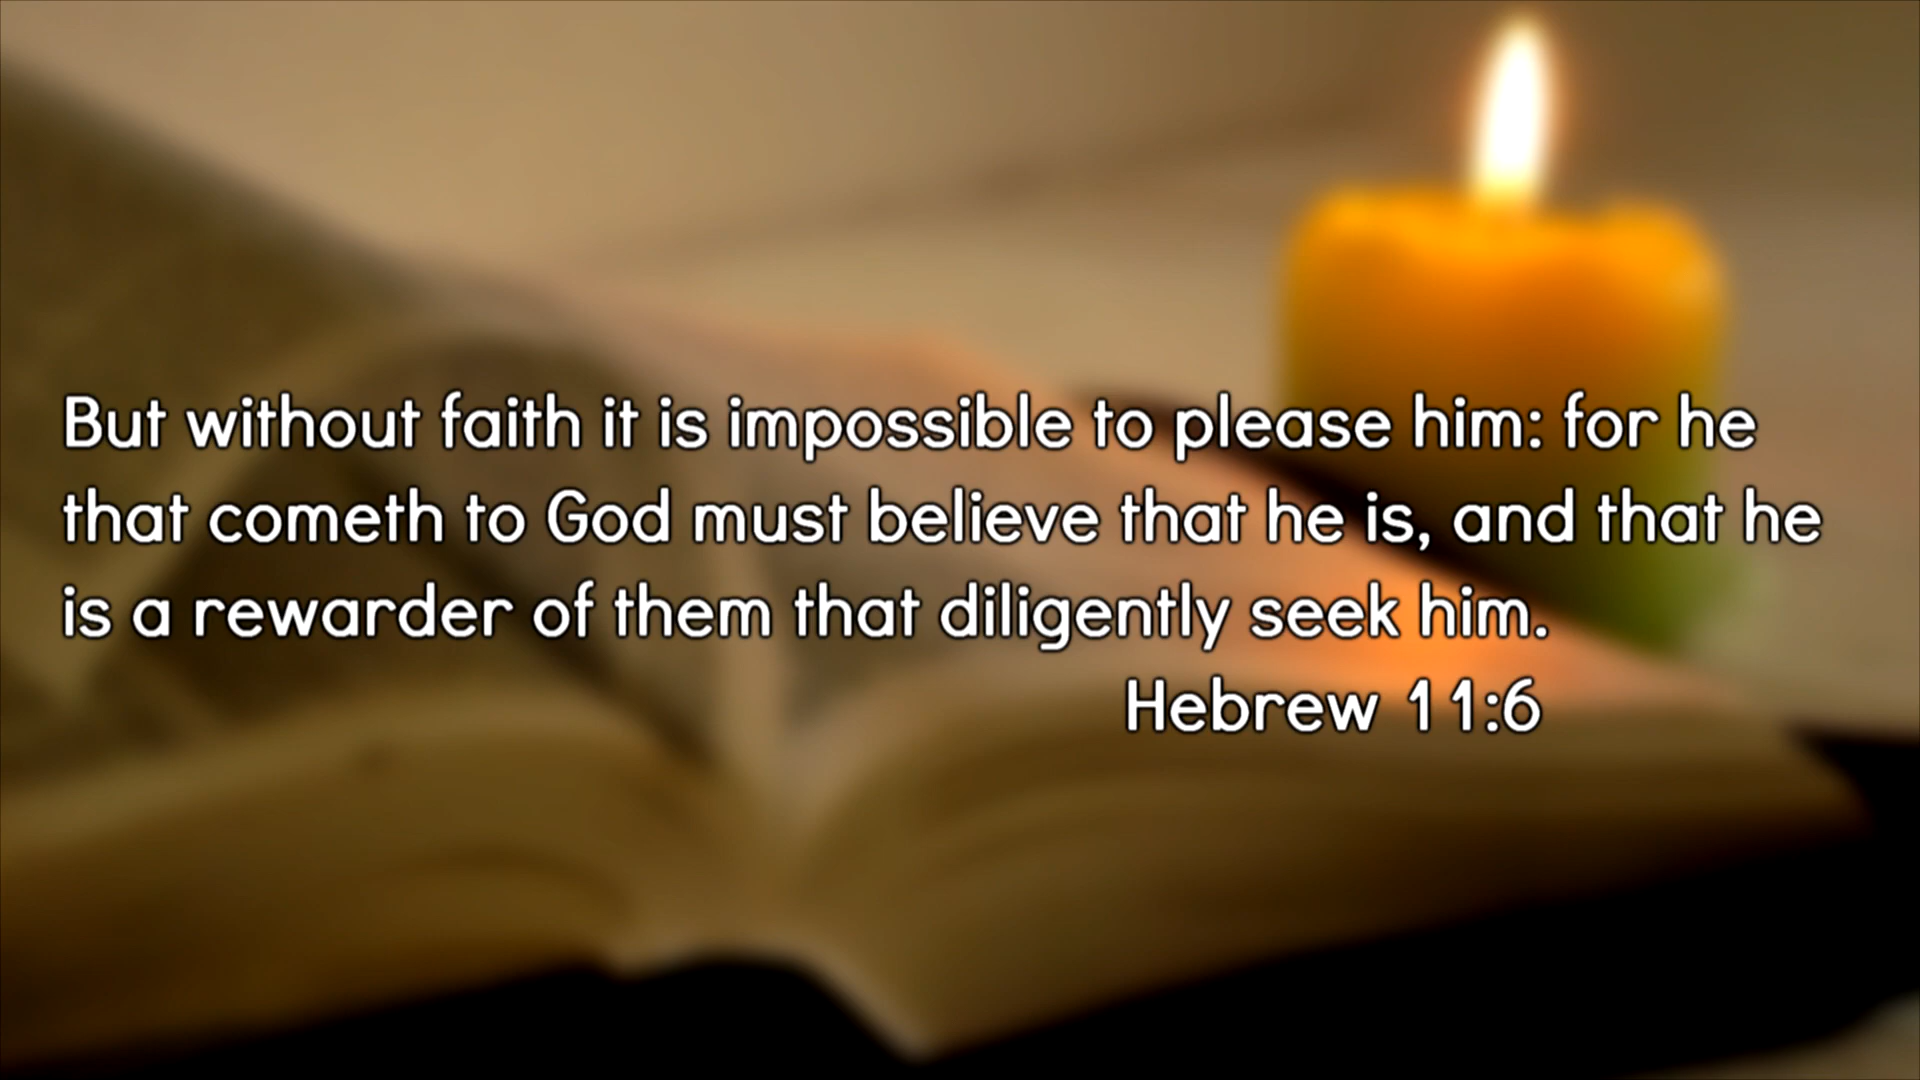 But without faith it is impossible to please him: for he
that cometh to God must believe that he is, and that he
is a rewarder of them that diligently seek him.
Hebrew 11:6